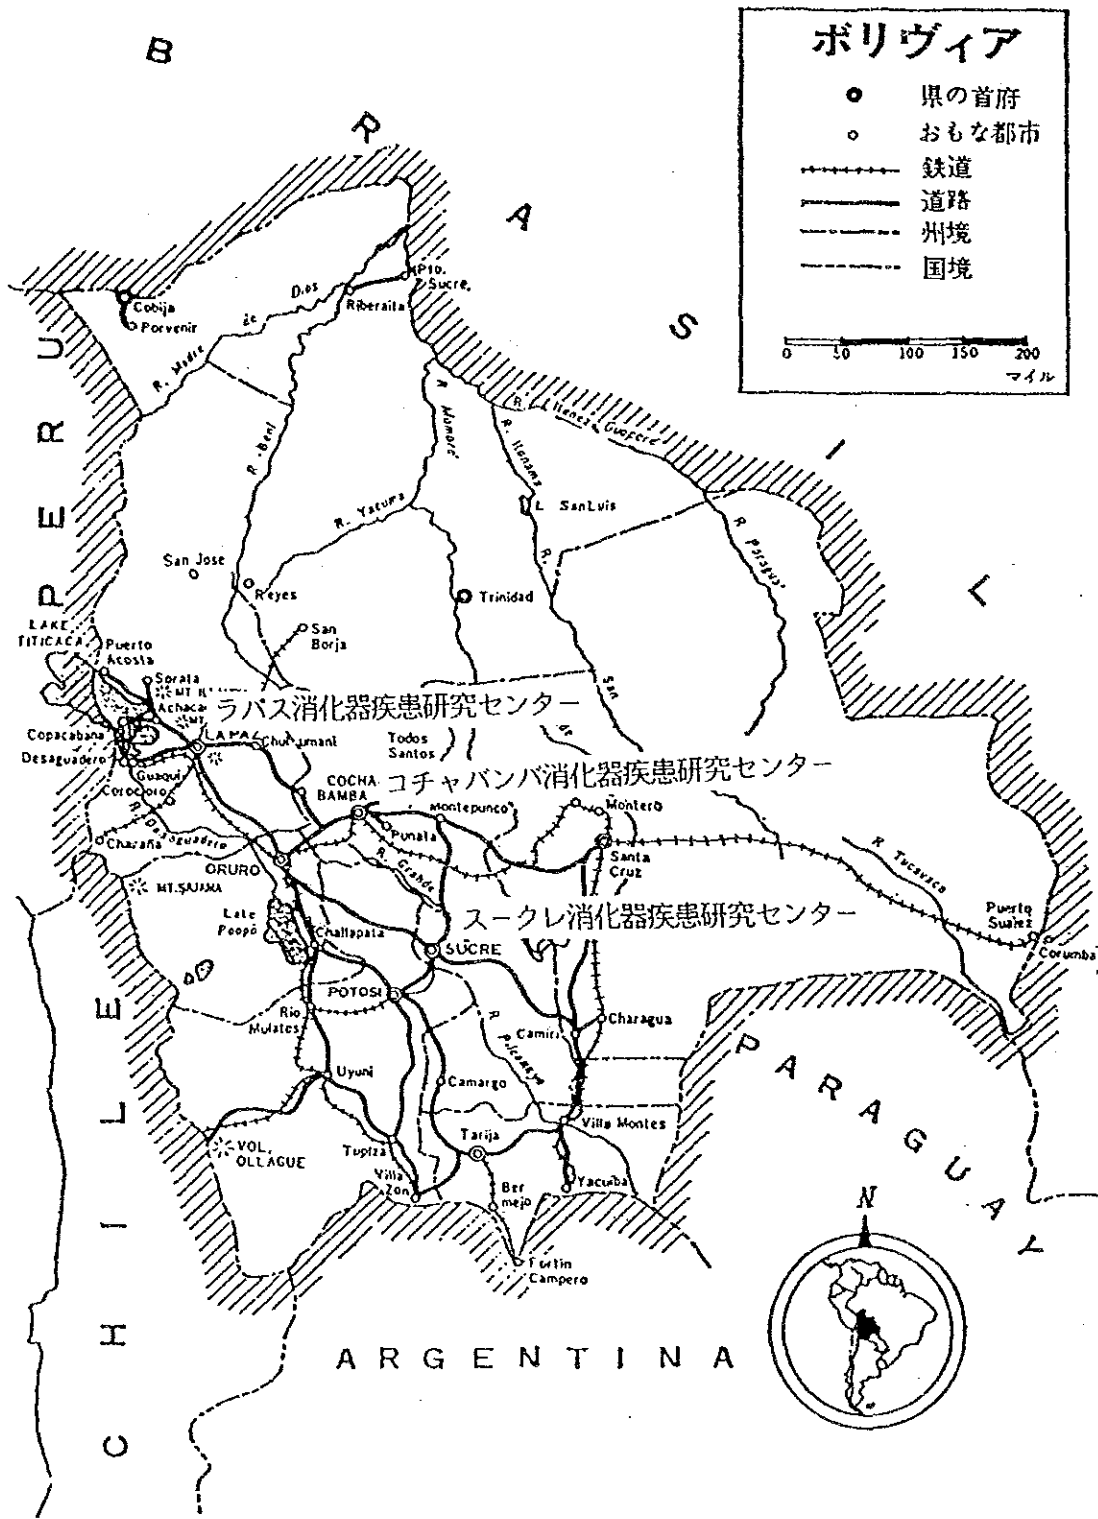 ボリヴィア
県の首府
おもな都市
鉄道
道路
州境
国境
0 50 100 150 200
マイル
BRASIL
PERU
CHILE
PARAGUAY
ARGENTINA
N
Cobija
Porvenir
Pto.
Sucre,
Riberalta
R. Madre de Dios
R. Beni
R. Mamoré
R. Yacuma
San Luis
San Jose
Reyes
San
Borja
Trinidad
LAKE
TITICACA
Puerto
Acosta
Sorata
ラパス消化器疾患研究センター
Copacabana
Desaguadero
Guaqui
Corocoro
LA PAZ
Todos
Santos
コチャバンバ消化器疾患研究センター
COCHA
BAMBA
Montepunco
Montero
Punata
R. Desaguadero
Charaña
ORURO
R. Grande
Santa
Cruz
R. Tucavaca
MT. SAJAMA
スークレ消化器疾患研究センター
Lake
Poopó
Challapata
SUCRE
Puerto
Suarez
Corumba
POTOSI
Rio
Mulatos
R. Pilcomayo
Camiri
Charagua
Uyuni
Camargo
Villa Montes
VOL.
OLLAGUE
Tupiza
Tarija
Villa
Zon
Ber
mejo
Yacuiba
Fortin
Campero